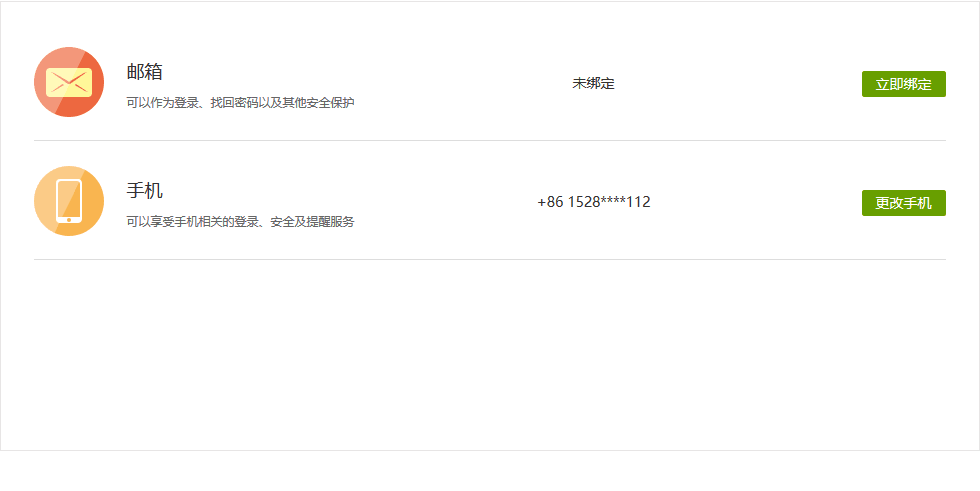 邮箱
可以作为登录、找回密码以及其他安全保护
未绑定
立即绑定
手机
可以享受手机相关的登录、安全及提醒服务
+86 1528****112
更改手机